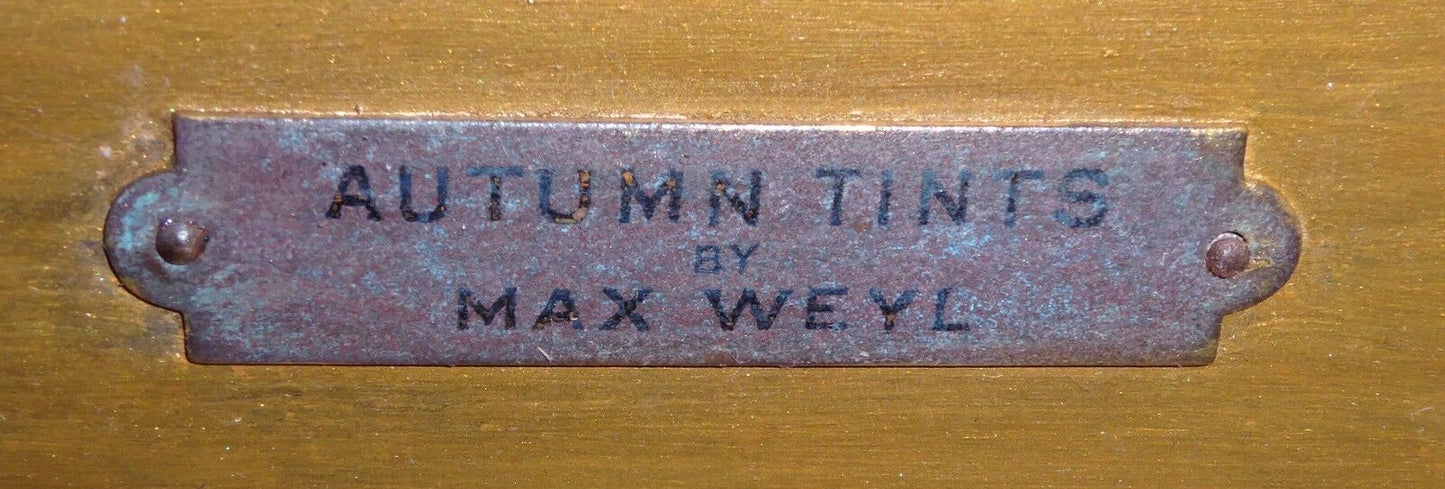 AUTUMN TINTS
BY
MAX WEYL